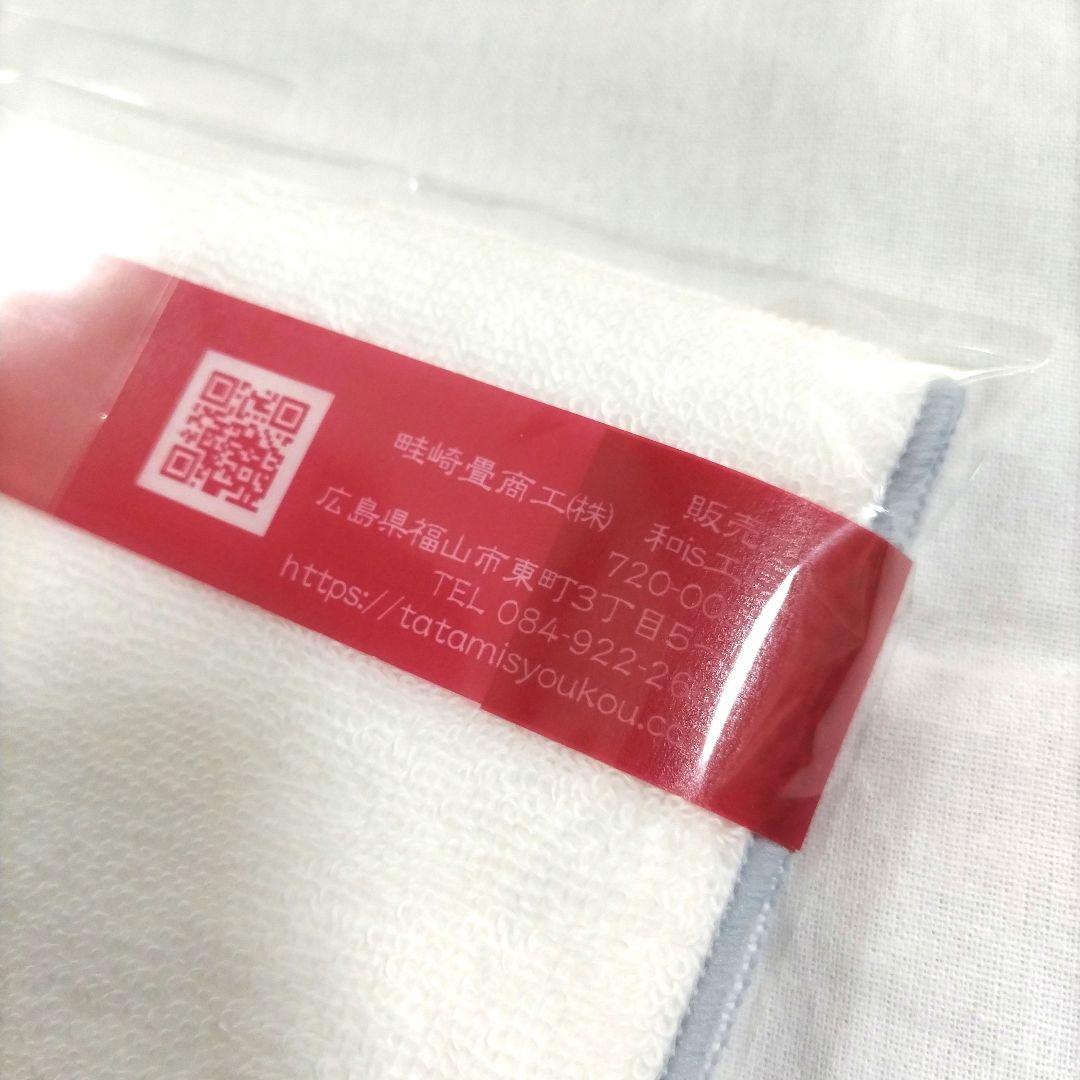 販売
畦崎畳商工㈱ 和is工
720-00
広島県福山市東町3丁目5-
TEL 084-922-26
https://tatamisyoukou.co